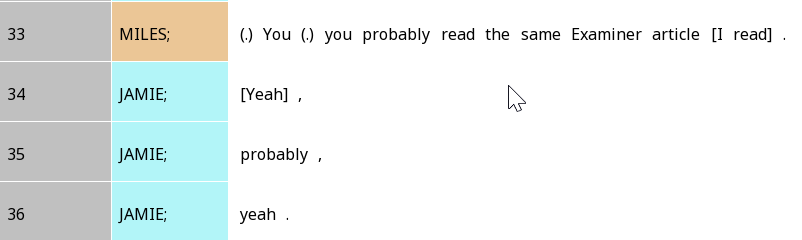 33 MILES; (.) You (.) you probably read the same Examiner article [I read] .
34 JAMIE; [Yeah] ,
35 JAMIE; probably ,
36 JAMIE; yeah .